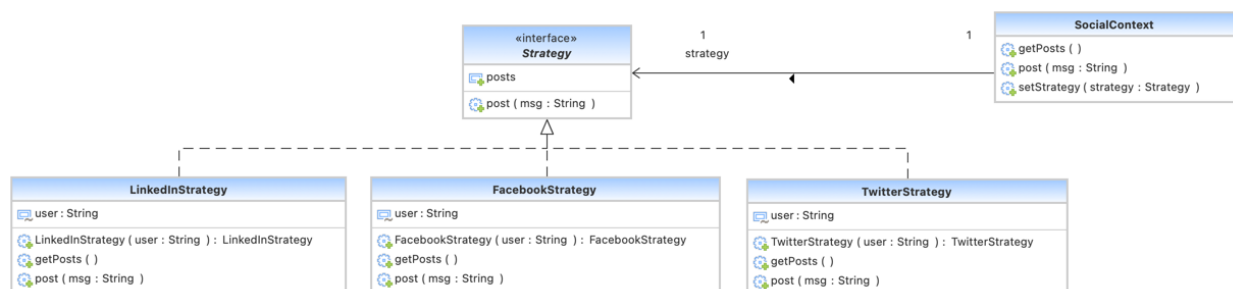 «interface»
Strategy
posts
post ( msg : String )
1
strategy
1
SocialContext
getPosts ( )
post ( msg : String )
setStrategy ( strategy : Strategy )
LinkedInStrategy
user : String
LinkedInStrategy ( user : String ) : LinkedInStrategy
getPosts ( )
post ( msg : String )
FacebookStrategy
user : String
FacebookStrategy ( user : String ) : FacebookStrategy
getPosts ( )
post ( msg : String )
TwitterStrategy
user : String
TwitterStrategy ( user : String ) : TwitterStrategy
getPosts ( )
post ( msg : String )